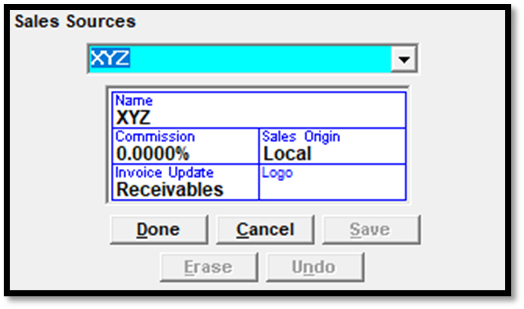 Sales Sources
XYZ
Name
XYZ
Commission Sales Origin
0.0000% Local
Invoice Update Logo
Receivables
Done Cancel Save
Erase Undo